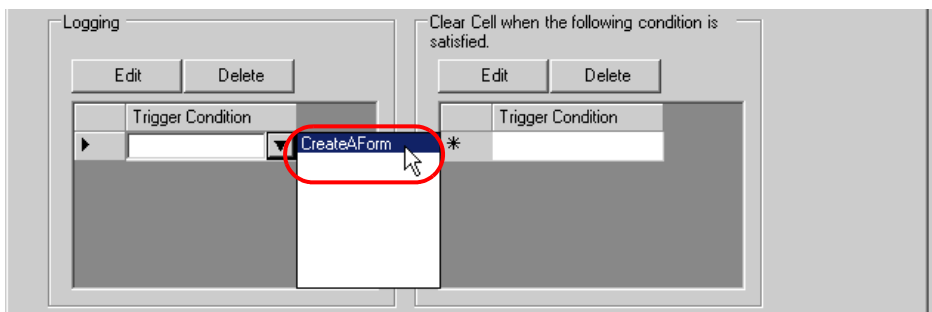 Logging
Edit
Delete
Trigger Condition
CreateAForm
Clear Cell when the following condition is
satisfied.
Edit
Delete
Trigger Condition